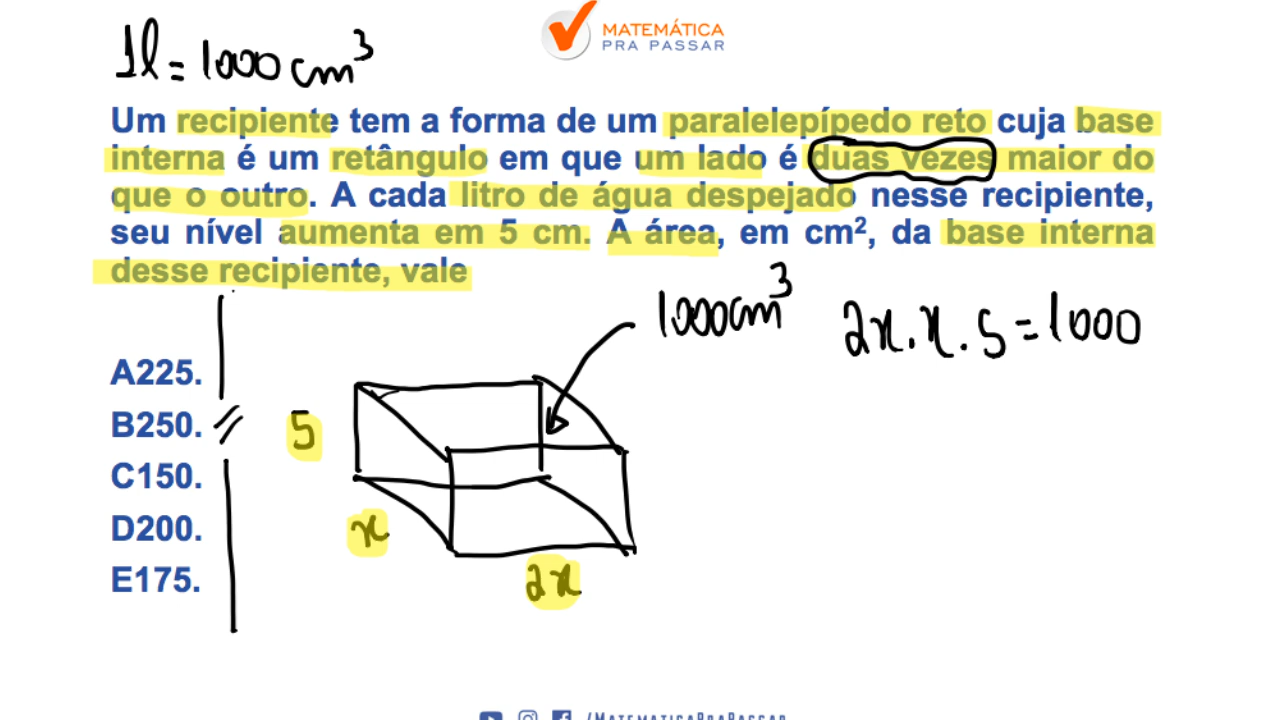 MATEMÁTICA
PRA PASSAR
1l = 1000 cm³
Um recipiente tem a forma de um paralelepípedo reto cuja base
interna é um retângulo em que um lado é duas vezes maior do
que o outro. A cada litro de água despejado nesse recipiente,
seu nível aumenta em 5 cm. A área, em cm², da base interna
desse recipiente, vale
1000cm³
2x.x.5=1000
A225.
B250.
C150.
D200.
E175.
5
x
2x
/MATEMATICAPRAPASSAR